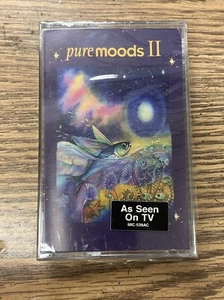 pure moods II
As Seen
On TV
MC-539AC